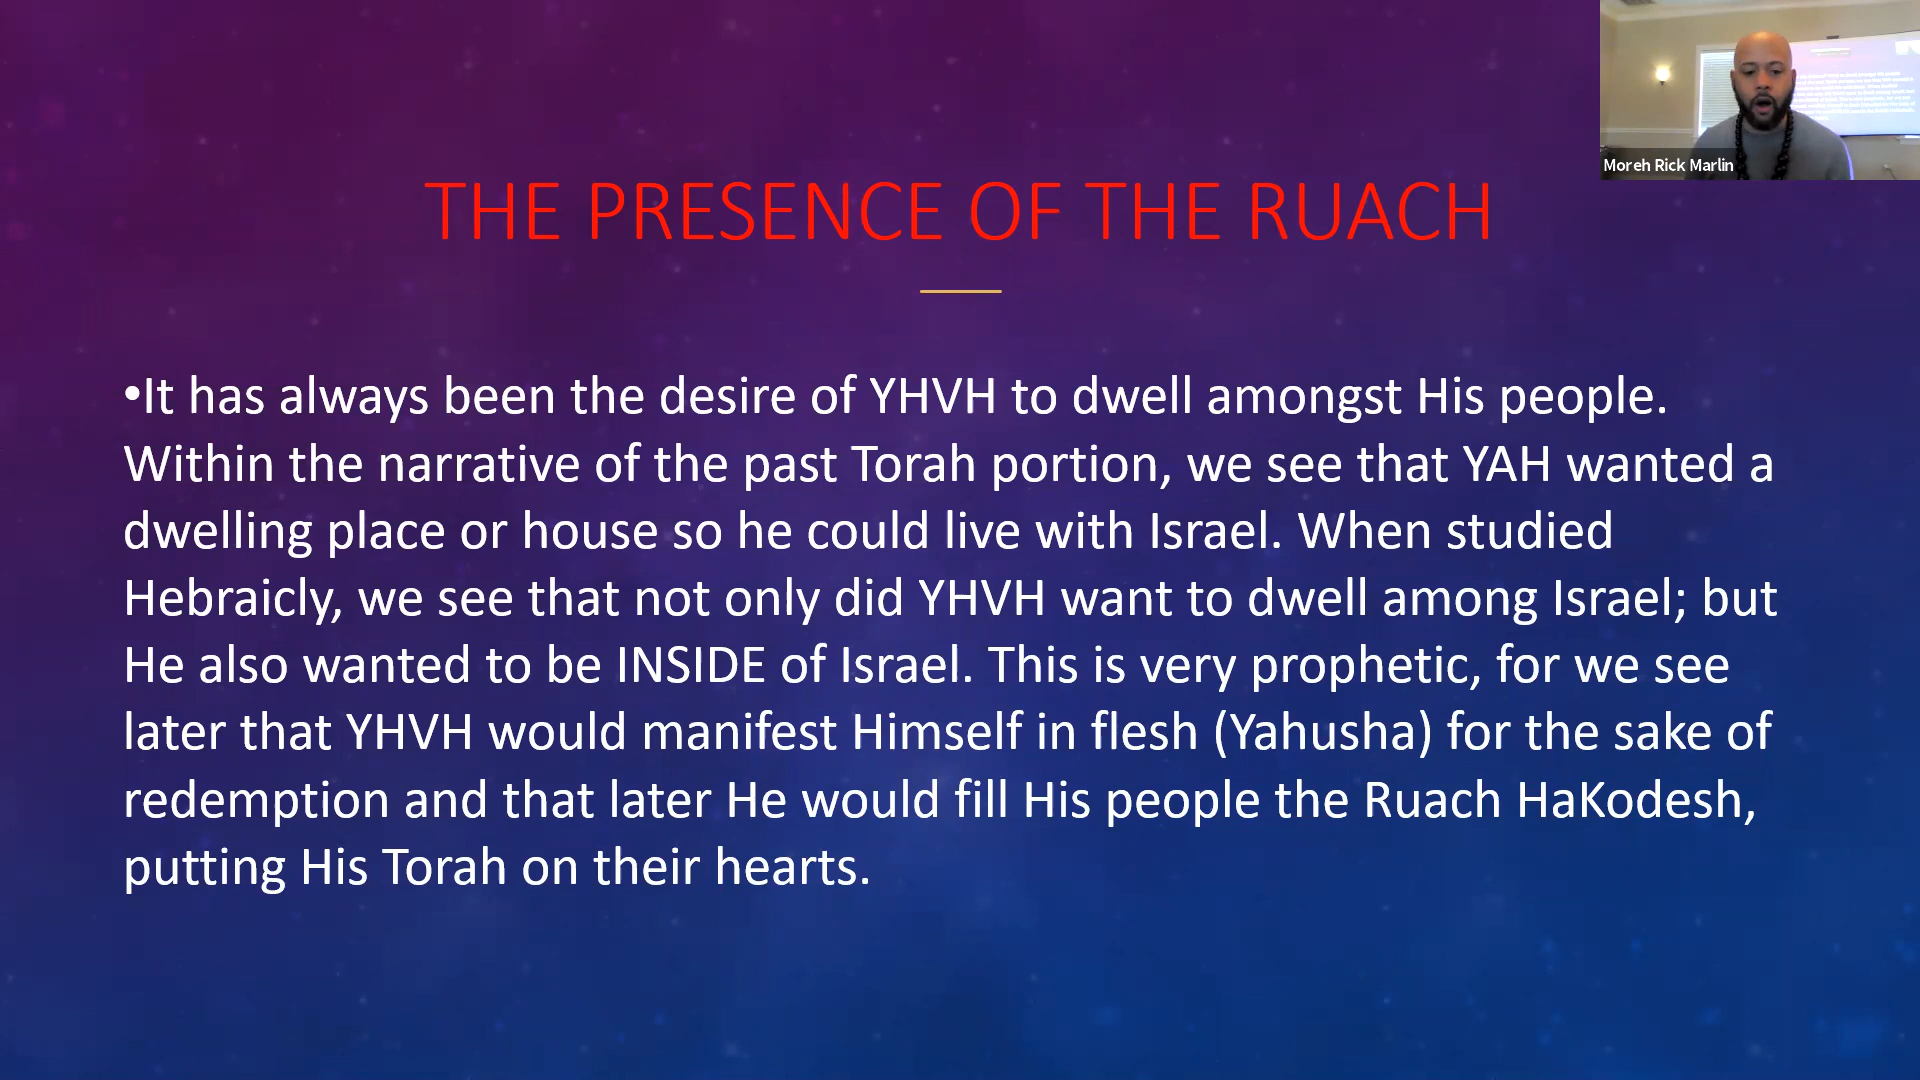 THE PRESENCE OF THE RUACH
•It has always been the desire of YHVH to dwell amongst His people.
Within the narrative of the past Torah portion, we see that YAH wanted a
dwelling place or house so he could live with Israel. When studied
Hebraicly, we see that not only did YHVH want to dwell among Israel; but
He also wanted to be INSIDE of Israel. This is very prophetic, for we see
later that YHVH would manifest Himself in flesh (Yahusha) for the sake of
redemption and that later He would fill His people the Ruach HaKodesh,
putting His Torah on their hearts.
Moreh Rick Marlin